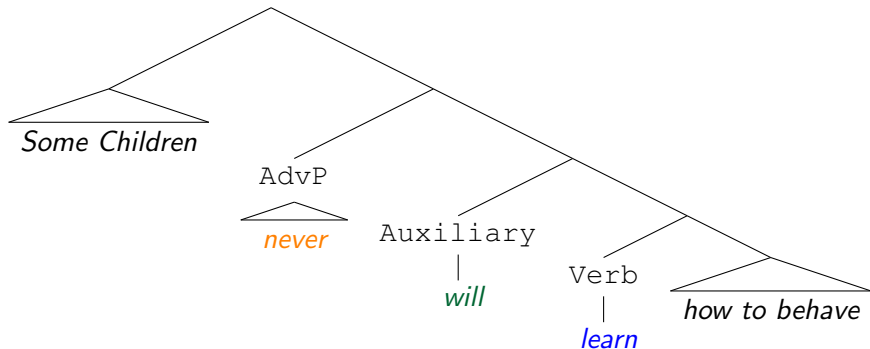 Some Children
AdvP
never
Auxiliary
will
Verb
learn
how to behave